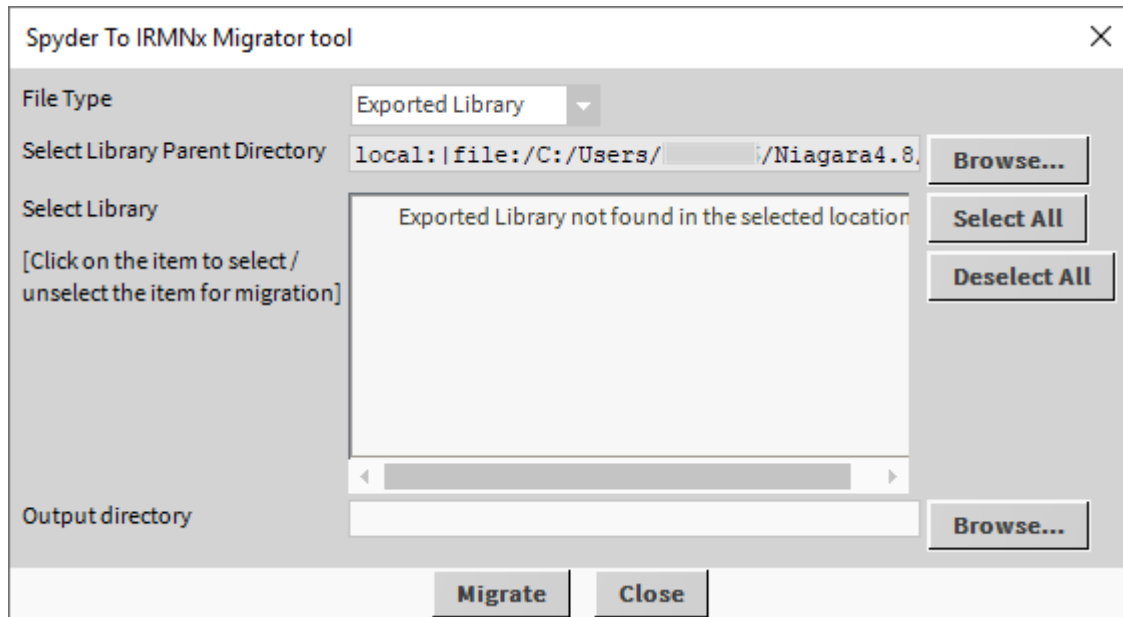 Spyder To IRMNx Migrator tool
File Type
Exported Library
Select Library Parent Directory
local:|file:/C:/Users/ /Niagara4.8/
Browse...
Select Library
Exported Library not found in the selected location
Select All
[Click on the item to select /
unselect the item for migration]
Deselect All
Output directory
Browse...
Migrate
Close